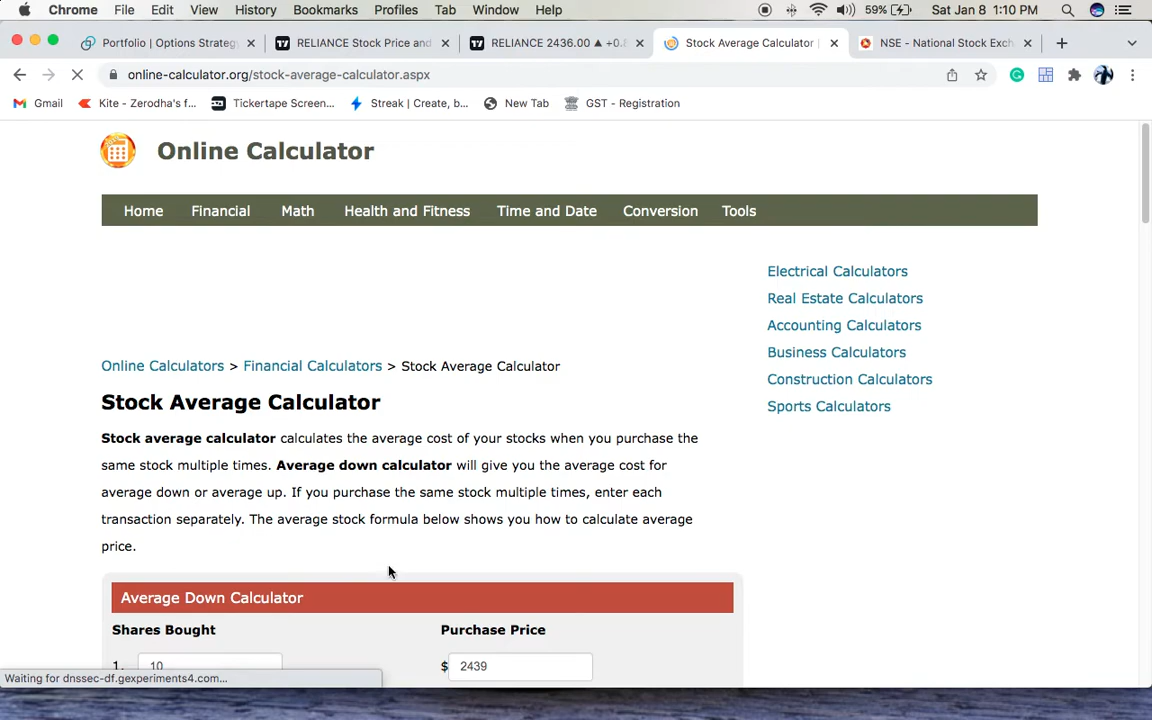 Chrome File Edit View History Bookmarks Profiles Tab Window Help 59% Sat Jan 8 1:10 PM
Portfolio | Options Strateg RELIANCE Stock Price and RELIANCE 2436.00 ▲ +0. Stock Average Calculator NSE - National Stock Exch
online-calculator.org/stock-average-calculator.aspx
Gmail Kite - Zerodha's f... Tickertape Screen... Streak | Create, b... New Tab GST - Registration
Online Calculator
Home Financial Math Health and Fitness Time and Date Conversion Tools
Electrical Calculators
Real Estate Calculators
Accounting Calculators
Business Calculators
Construction Calculators
Sports Calculators
Online Calculators > Financial Calculators > Stock Average Calculator
Stock Average Calculator
Stock average calculator calculates the average cost of your stocks when you purchase the
same stock multiple times. Average down calculator will give you the average cost for
average down or average up. If you purchase the same stock multiple times, enter each
transaction separately. The average stock formula below shows you how to calculate average
price.
Average Down Calculator
Shares Bought Purchase Price
1. 10 $ 2439
Waiting for dnssec-df.gexperiments4.com...